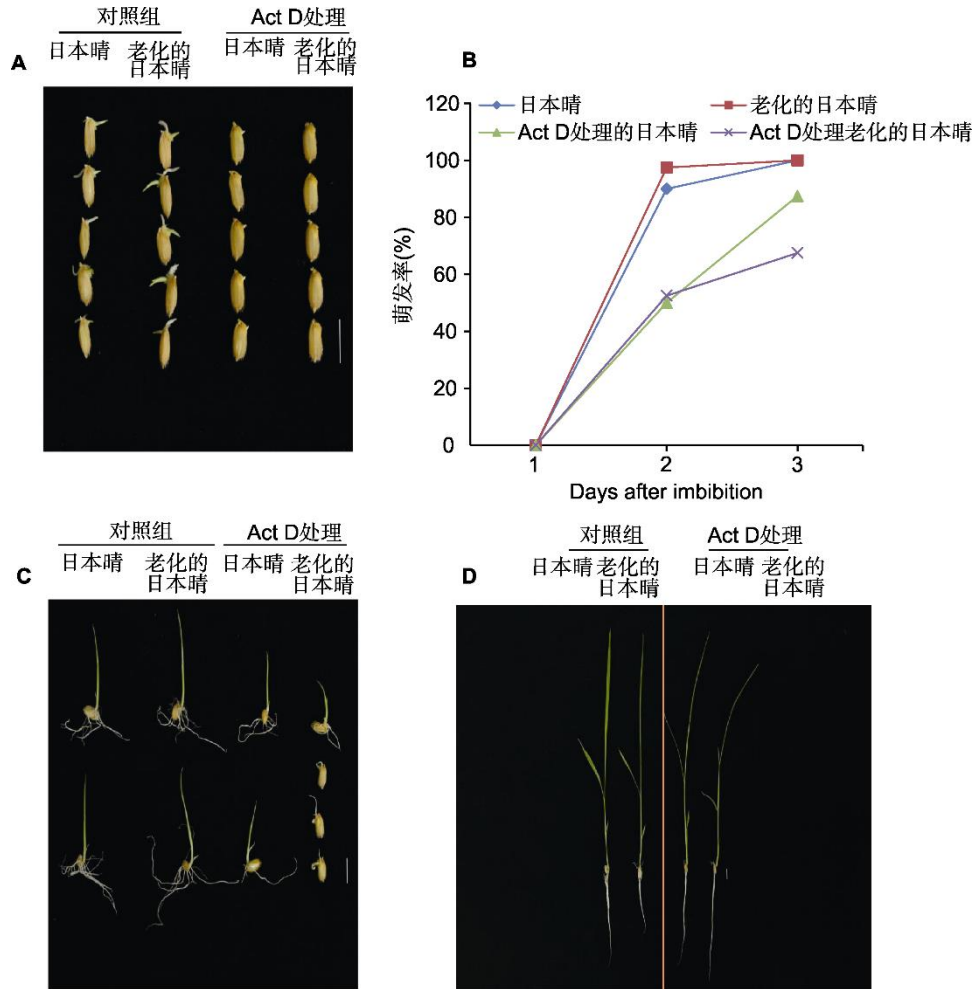 对照组 Act D处理
日本晴 老化的日本晴 日本晴 老化的日本晴
A
B
日本晴 老化的日本晴
Act D处理的日本晴 Act D处理老化的日本晴
120
100
80
60
40
20
0
萌发率(%)
1 2 3
Days after imbibition
对照组 Act D处理
日本晴 老化的日本晴 日本晴 老化的日本晴
C
对照组 Act D处理
日本晴 老化的日本晴 日本晴 老化的日本晴
D